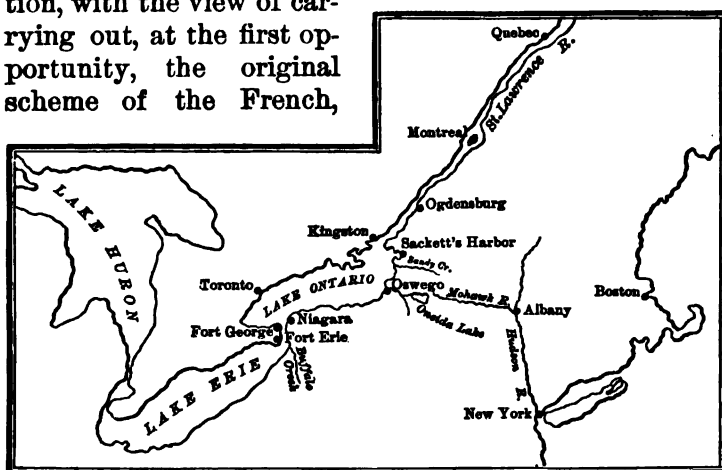 tion, with the view of car-
rying out, at the first op-
portunity, the original
scheme of the French,
Quebec
St. Lawrence R.
Montreal
Ogdensburg
Kingston
Sackett's Harbor
Sandy Cr.
LAKE HURON
Toronto
LAKE ONTARIO
Oswego
Mohawk R.
Albany
Boston
Oneida Lake
Niagara
Fort George
Fort Erie
Buffalo
Creek
Hudson R.
LAKE ERIE
New York